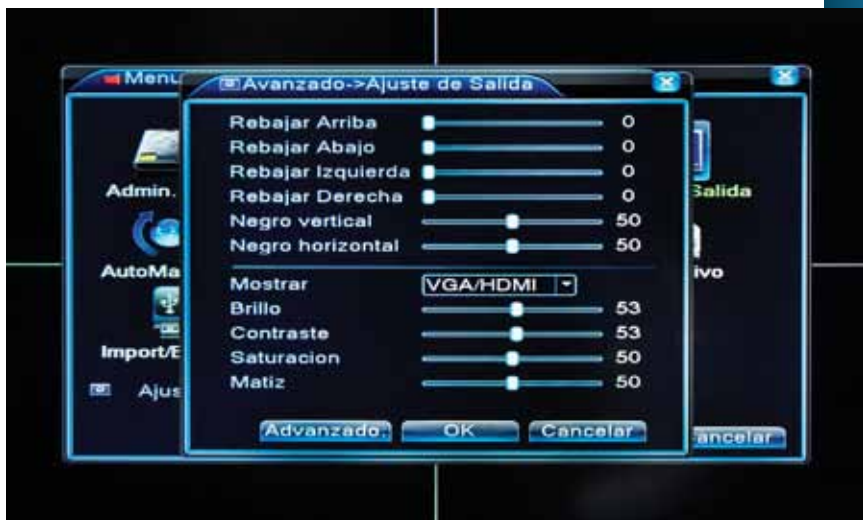 Menu
Avanzado->Ajuste de Salida
Rebajar Arriba 0
Rebajar Abajo 0
Rebajar Izquierda 0
Rebajar Derecha 0
Negro vertical 50
Negro horizontal 50
Mostrar VGA/HDMI
Brillo 53
Contraste 53
Saturacion 50
Matiz 50
Advanzado. OK Cancelar
Admin.
Salida
AutoMa
ivo
Import/E
Ajus
ancelar